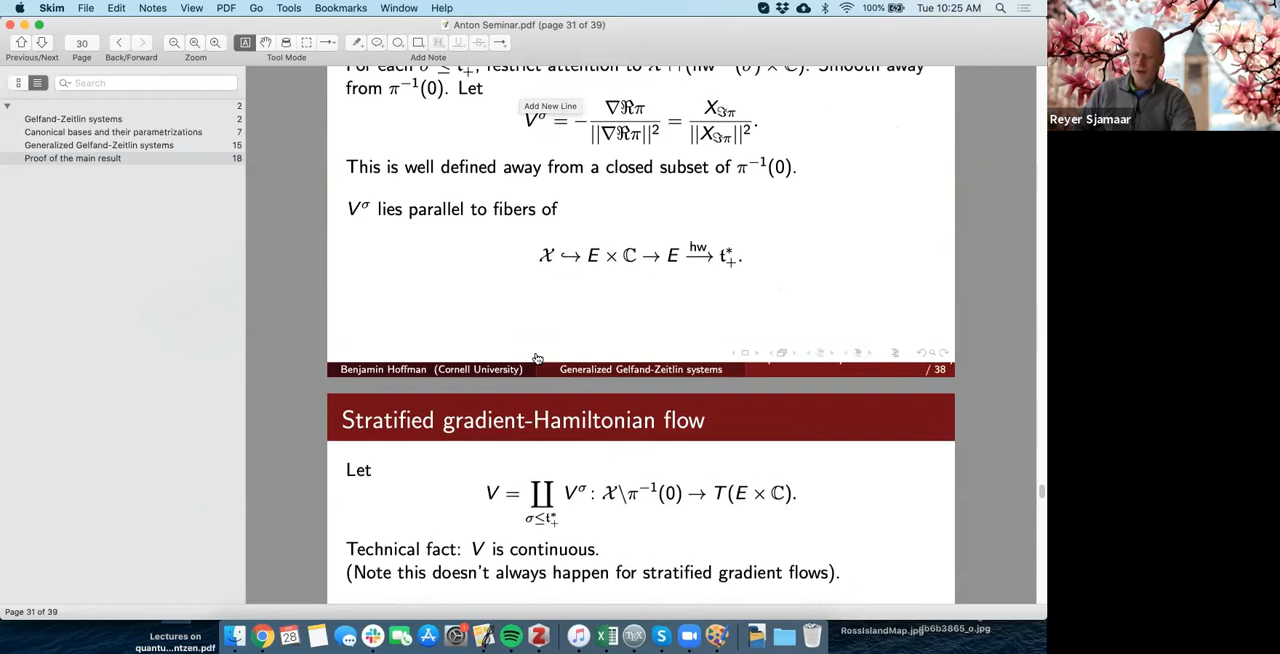 Skim File Edit View Go Tools PDF Bookmarks Window Help
100% Tue 10:25 AM
Anton Seminar.pdf (page 31 of 39)
30
Previous/Next Page Back/Forward Zoom Tool Mode Add Note
Search
2
Gelfand-Zeitlin systems 2
Canonical bases and their parametrizations 7
Generalized Gelfand-Zeitlin systems 15
Proof of the main result 18
from π⁻¹(0). Let
Add New Line
V^σ = − ∇ℜπ / ||∇ℜπ||² = X_ℑπ / ||X_ℑπ||².
This is well defined away from a closed subset of π⁻¹(0).
V^σ lies parallel to fibers of
𝒳 ↪ E × ℂ → E —hw→ 𝔱*₊.
Benjamin Hoffman (Cornell University) Generalized Gelfand-Zeitlin systems / 38
Stratified gradient-Hamiltonian flow
Let
V = ∐_{σ≤𝔱*₊} V^σ : 𝒳\π⁻¹(0) → T(E × ℂ).
Technical fact: V is continuous.
(Note this doesn't always happen for stratified gradient flows).
Page 31 of 39
Reyer Sjamaar
Lectures on
quantu...ntzen.pdf
RossIslandMap.jpg